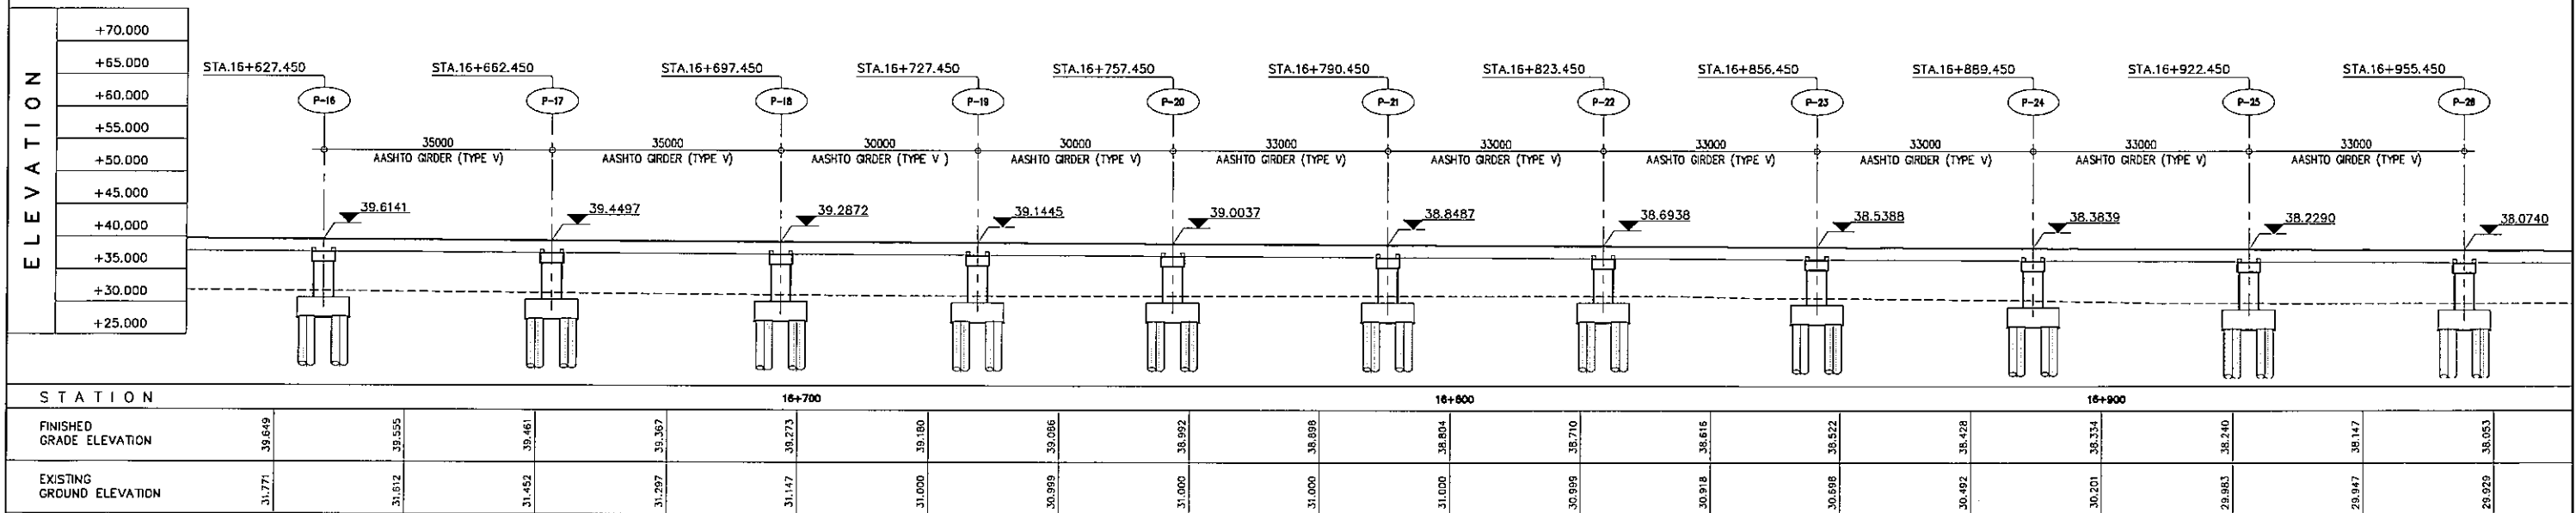 ELEVATION
+70.000
+65.000
+60.000
+55.000
+50.000
+45.000
+40.000
+35.000
+30.000
+25.000
STA.16+627.450 STA.16+662.450 STA.16+697.450 STA.16+727.450 STA.16+757.450 STA.16+790.450 STA.16+823.450 STA.16+856.450 STA.16+889.450 STA.16+922.450 STA.16+955.450
P-16 P-17 P-18 P-19 P-20 P-21 P-22 P-23 P-24 P-25 P-26
35000 35000 30000 30000 33000 33000 33000 33000 33000 33000
AASHTO GIRDER (TYPE V) AASHTO GIRDER (TYPE V) AASHTO GIRDER (TYPE V ) AASHTO GIRDER (TYPE V) AASHTO GIRDER (TYPE V) AASHTO GIRDER (TYPE V) AASHTO GIRDER (TYPE V) AASHTO GIRDER (TYPE V) AASHTO GIRDER (TYPE V) AASHTO GIRDER (TYPE V)
39.6141 39.4497 39.2872 39.1445 39.0037 38.8487 38.6938 38.5388 38.3839 38.2290 38.0740
STATION 16+700 16+800 16+900
FINISHED
GRADE ELEVATION
39.649 39.555 39.461 39.367 39.273 39.180 39.086 38.992 38.898 38.804 38.710 38.616 38.522 38.428 38.334 38.240 38.147 38.053
EXISTING
GROUND ELEVATION
31.771 31.612 31.452 31.297 31.147 31.000 30.999 31.000 31.000 31.000 30.999 30.918 30.698 30.492 30.201 29.983 29.947 29.929